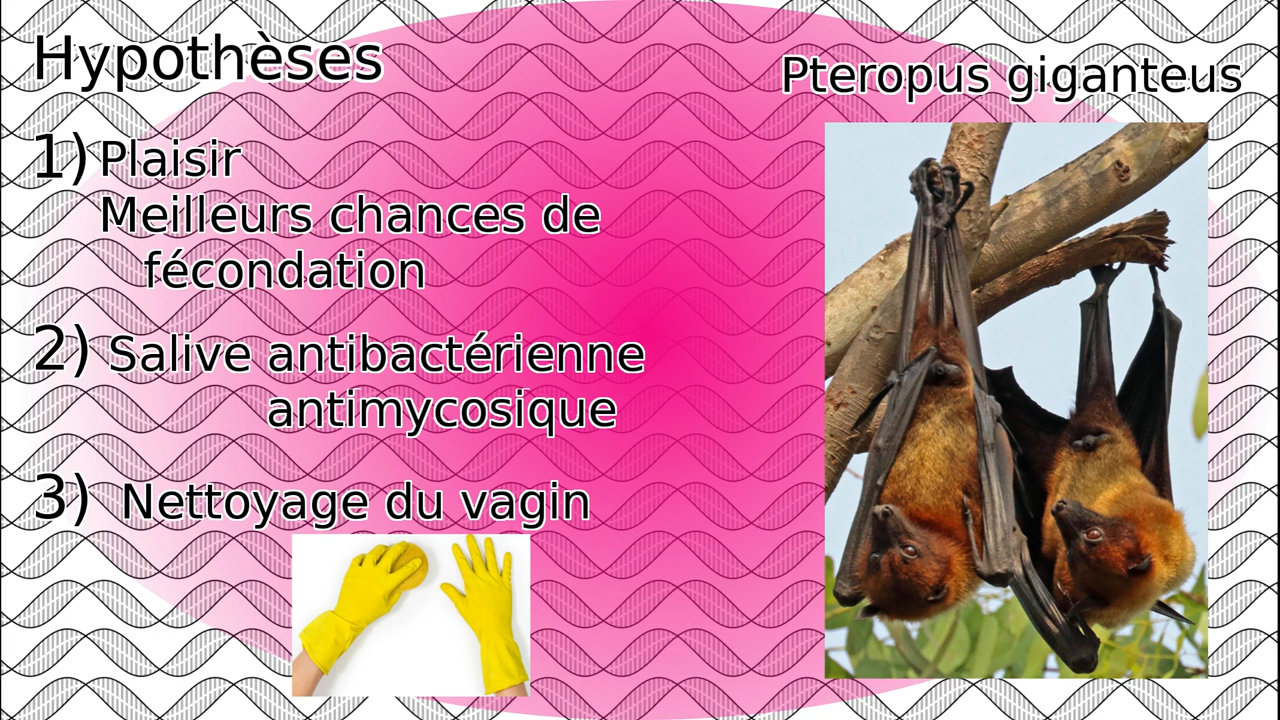 Hypothèses
Pteropus giganteus
1) Plaisir
Meilleurs chances de
fécondation
2) Salive antibactérienne
antimycosique
3) Nettoyage du vagin